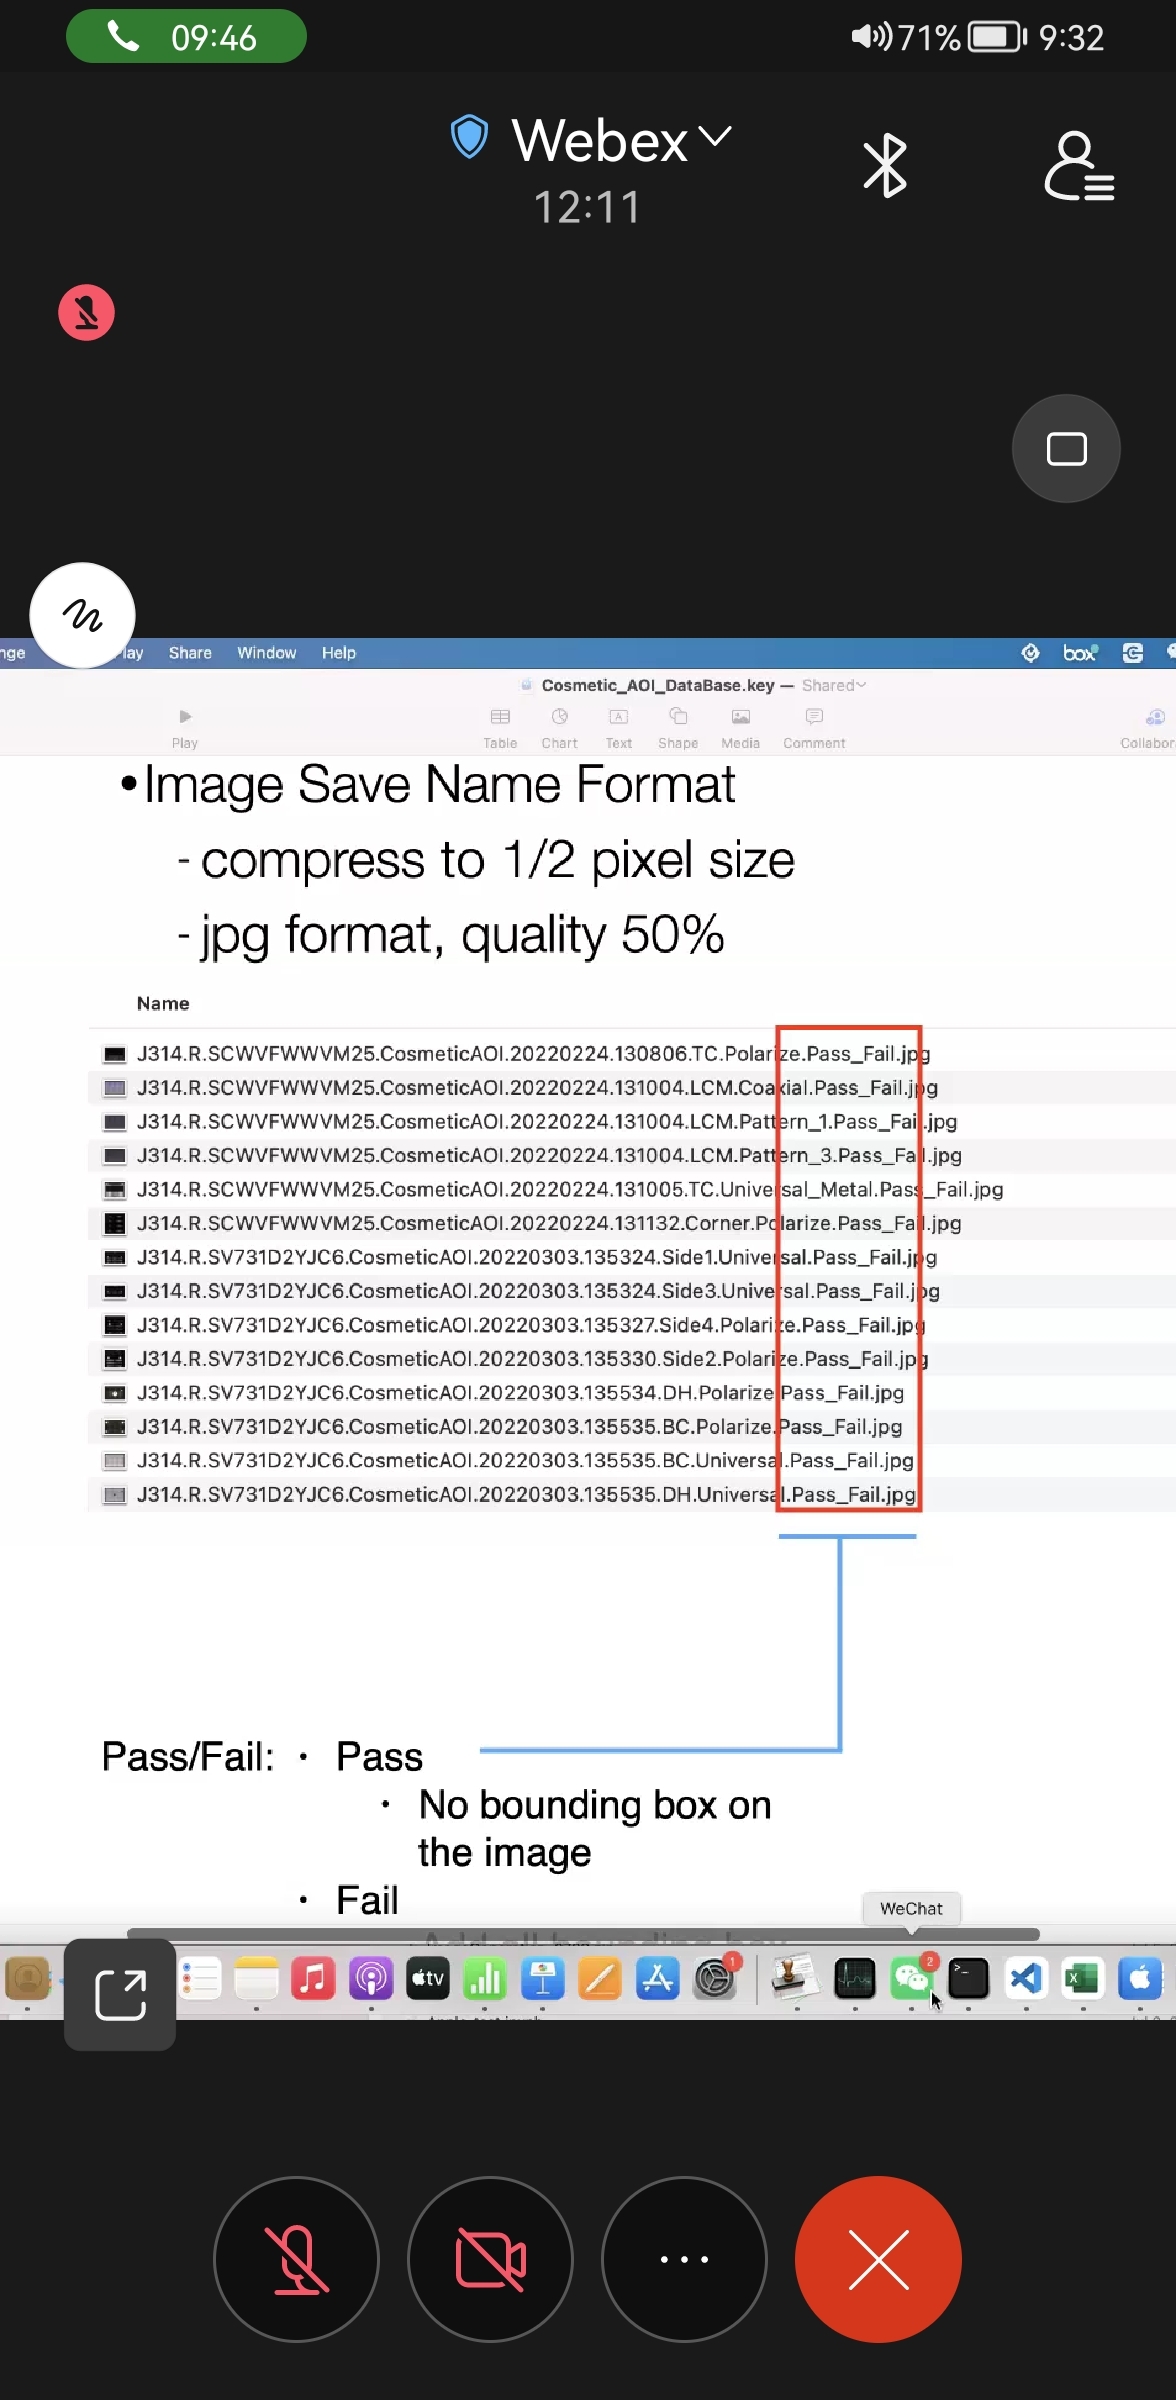 09:46
71%
9:32
Webex
12:11
Share Window Help
box
Cosmetic_AOI_DataBase.key — Shared
Play Table Chart Text Shape Media Comment
•Image Save Name Format
- compress to 1/2 pixel size
- jpg format, quality 50%
Name
J314.R.SCWVFWWVM25.CosmeticAOI.20220224.130806.TC.Polarize.Pass_Fail.jpg
J314.R.SCWVFWWVM25.CosmeticAOI.20220224.131004.LCM.Coaxial.Pass_Fail.jpg
J314.R.SCWVFWWVM25.CosmeticAOI.20220224.131004.LCM.Pattern_1.Pass_Fail.jpg
J314.R.SCWVFWWVM25.CosmeticAOI.20220224.131004.LCM.Pattern_3.Pass_Fail.jpg
J314.R.SCWVFWWVM25.CosmeticAOI.20220224.131005.TC.Universal_Metal.Pass_Fail.jpg
J314.R.SCWVFWWVM25.CosmeticAOI.20220224.131132.Corner.Polarize.Pass_Fail.jpg
J314.R.SV731D2YJC6.CosmeticAOI.20220303.135324.Side1.Universal.Pass_Fail.jpg
J314.R.SV731D2YJC6.CosmeticAOI.20220303.135324.Side3.Universal.Pass_Fail.jpg
J314.R.SV731D2YJC6.CosmeticAOI.20220303.135327.Side4.Polarize.Pass_Fail.jpg
J314.R.SV731D2YJC6.CosmeticAOI.20220303.135330.Side2.Polarize.Pass_Fail.jpg
J314.R.SV731D2YJC6.CosmeticAOI.20220303.135534.DH.Polarize.Pass_Fail.jpg
J314.R.SV731D2YJC6.CosmeticAOI.20220303.135535.BC.Polarize.Pass_Fail.jpg
J314.R.SV731D2YJC6.CosmeticAOI.20220303.135535.BC.Universal.Pass_Fail.jpg
J314.R.SV731D2YJC6.CosmeticAOI.20220303.135535.DH.Universal.Pass_Fail.jpg
Pass/Fail: · Pass
· No bounding box on
the image
· Fail
WeChat
tv
1
2